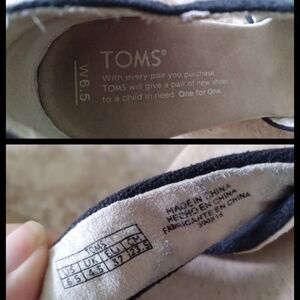 TOMS®
W6.5
With every pair you purchase
TOMS will give a pair of new shoes
to a child in need. One for One.
TOMS
US UK EU CM
6.5 4.5 37 23.5
MADE IN CHINA
HECHO EN CHINA
FABRICANTE EN CHINA